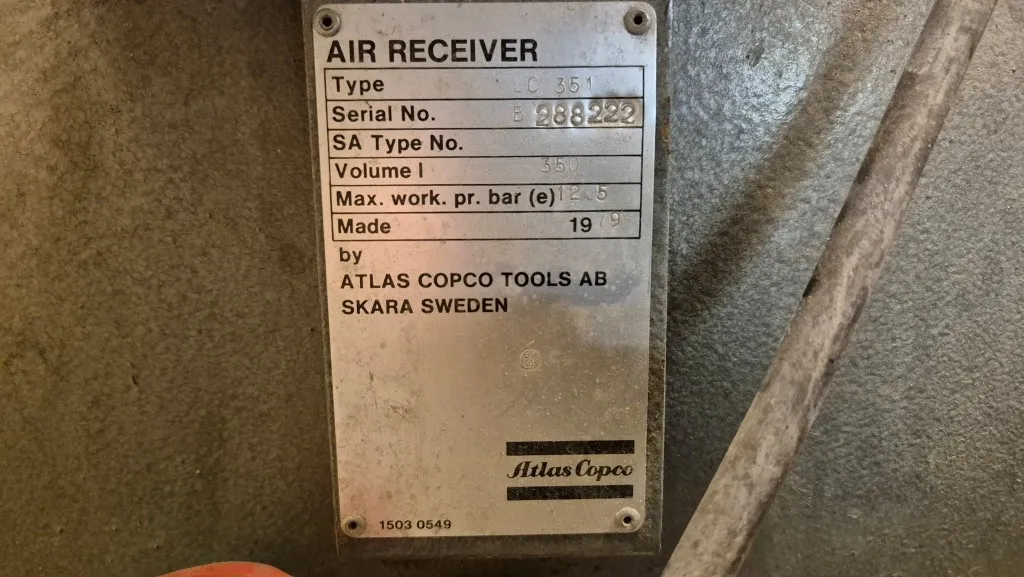 AIR RECEIVER
Type LC 351
Serial No. B 288222
SA Type No.
Volume l 350
Max. work. pr. bar (e) 12.5
Made 1979
by
ATLAS COPCO TOOLS AB
SKARA SWEDEN
Atlas Copco
1503 0549